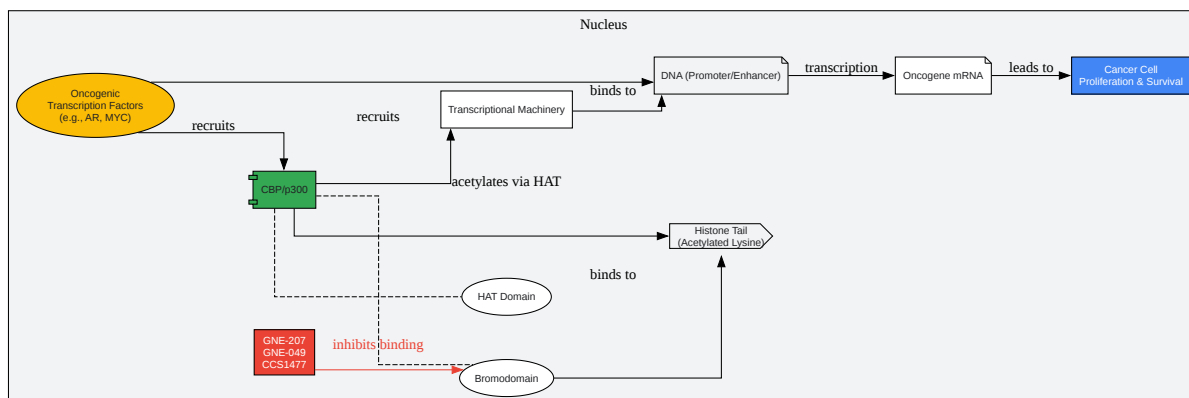 Nucleus
Oncogenic
Transcription Factors
(e.g., AR, MYC)
binds to
DNA (Promoter/Enhancer)
transcription
Oncogene mRNA
leads to
Cancer Cell
Proliferation & Survival
recruits
recruits
Transcriptional Machinery
CBP/p300
acetylates via HAT
Histone Tail
(Acetylated Lysine)
binds to
HAT Domain
GNE-207
GNE-049
CCS1477
inhibits binding
Bromodomain